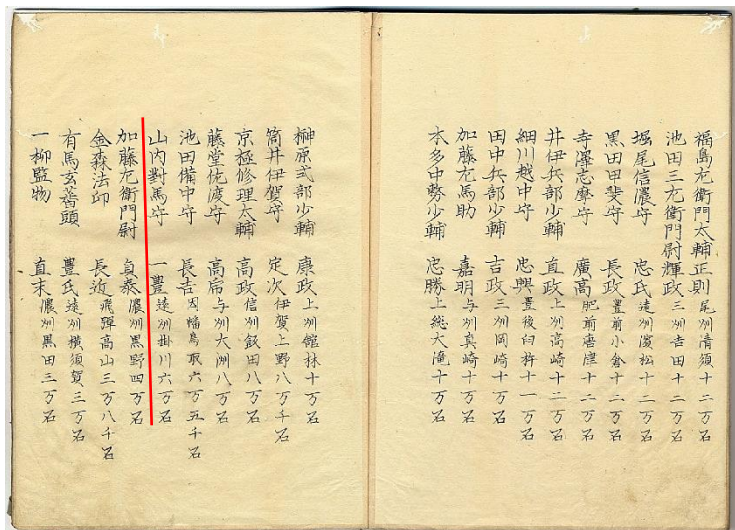 福島左衛門太輔正則 尾州清須十二万石
池田三左衛門尉輝政 三州吉田十二万石
堀尾信濃守 忠氏 遠州濱松十二万石
黒田甲斐守 長政 豊前小倉十二万石
寺澤志摩守 廣高 肥前唐津十二万石
井伊兵部少輔 直政 上州高崎十二万石
細川越中守 忠興 豊後臼杵十一万石
田中兵部少輔 吉政 三州岡崎十万石
加藤左馬助 嘉明 与州真崎十万石
本多中務少輔 忠勝 上総大滝十万石
榊原式部少輔 康政 上州館林十万石
筒井伊賀守 定次 伊賀上野八万千石
京極修理太輔 高政 信州飯田八万石
藤堂佐渡守 高虎 与州大洲八万石
池田備中守 長吉 因幡鳥取六万五千石
山内對馬守 一豊 遠州掛川六万石
加藤左衛門尉 貞泰 濃州黒野四万石
金森法印 長近 飛騨高山三万八千石
有馬玄蕃頭 豊氏 遠州横須賀三万石
一柳監物 直末 濃州黒田三万石